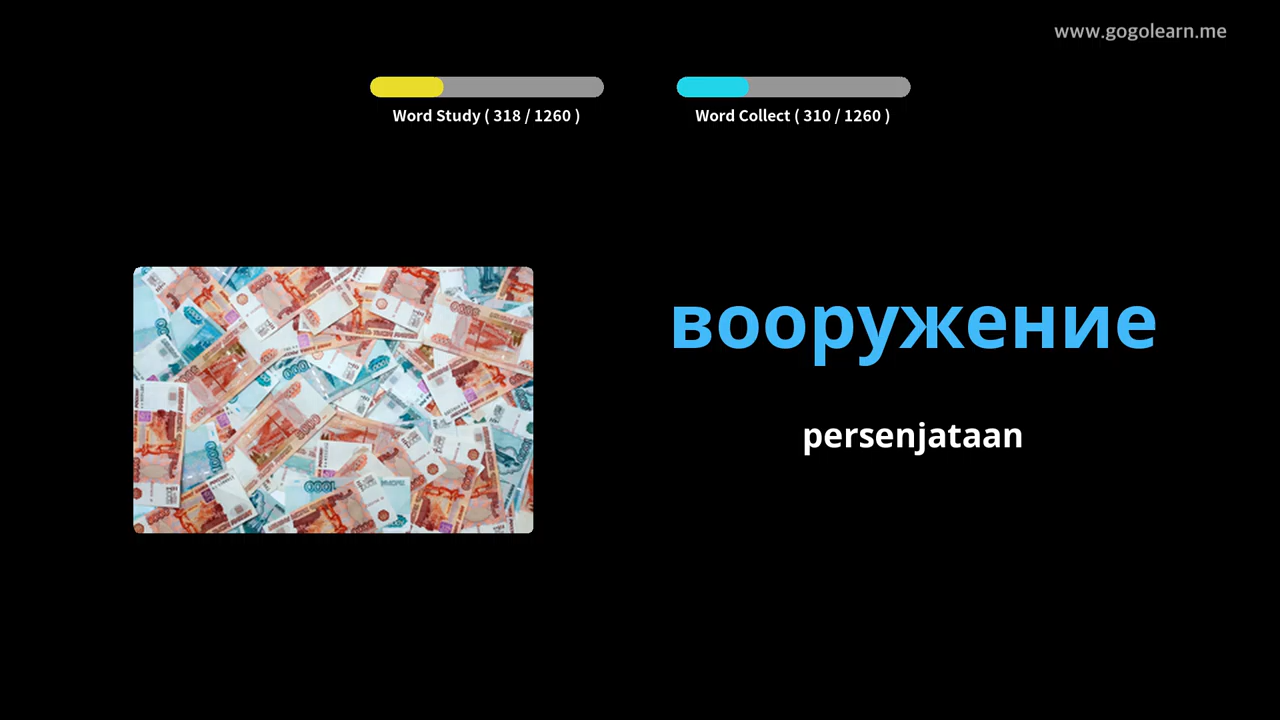 www.gogolearn.me
Word Study ( 318 / 1260 )
Word Collect ( 310 / 1260 )
вооружение
persenjataan